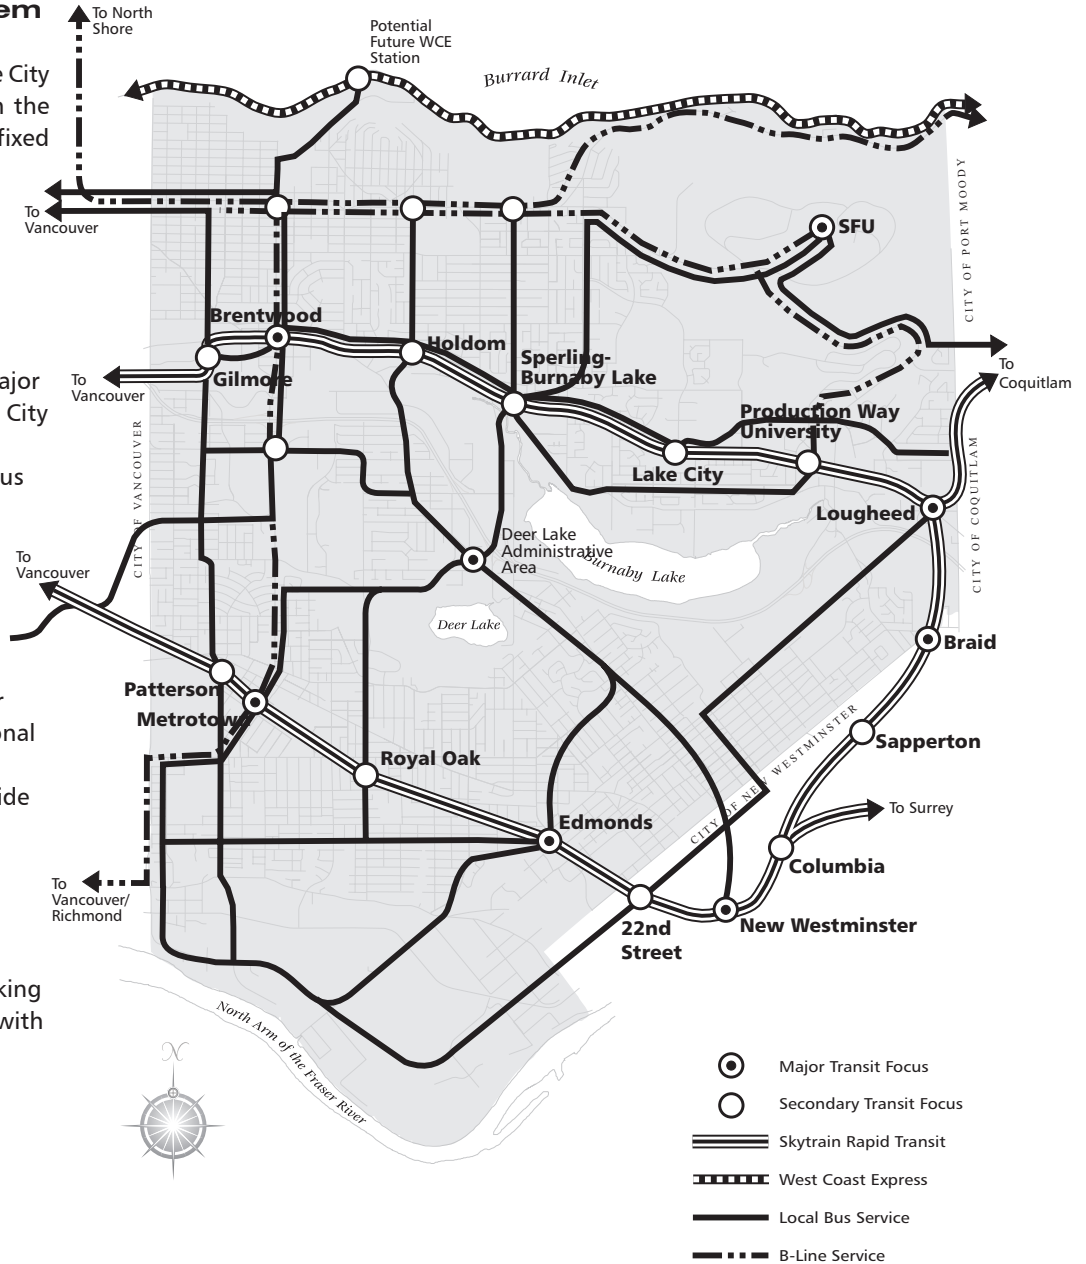 em
To North
Shore
Potential
Future WCE
Station
e City
n the
fixed
Burrard Inlet
To
Vancouver
SFU
CITY OF PORT MOODY
Brentwood
Holdom
Sperling-
Burnaby Lake
Gilmore
To
Vancouver
To
Coquitlam
ajor
City
Production Way
University
us
Lake City
CITY OF VANCOUVER
CITY OF COQUITLAM
Lougheed
Deer Lake
Administrative
Area
Burnaby Lake
To
Vancouver
Deer Lake
Braid
Patterson
Metrotown
r
onal
CITY OF NEW WESTMINSTER
Sapperton
Royal Oak
ide
To Surrey
Edmonds
Columbia
To
Vancouver/
Richmond
22nd
Street
New Westminster
king
with
North Arm of the Fraser River
N
Major Transit Focus
Secondary Transit Focus
Skytrain Rapid Transit
West Coast Express
Local Bus Service
B-Line Service